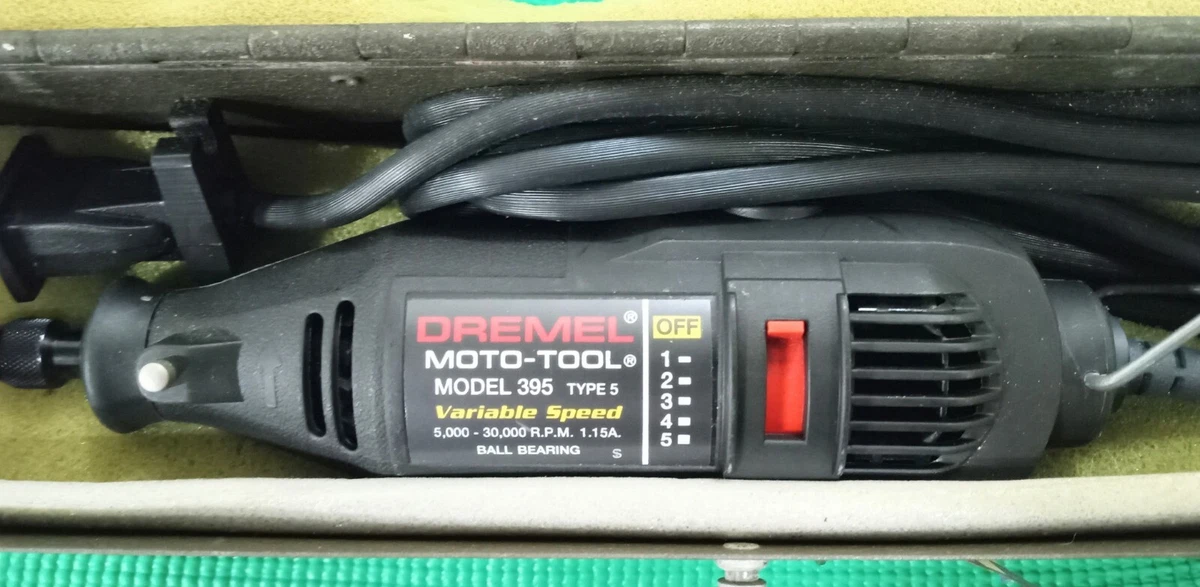 DREMEL®
MOTO-TOOL®
MODEL 395 TYPE 5
Variable Speed
5,000 - 30,000 R.P.M. 1.15A.
BALL BEARING S
OFF
1
2
3
4
5